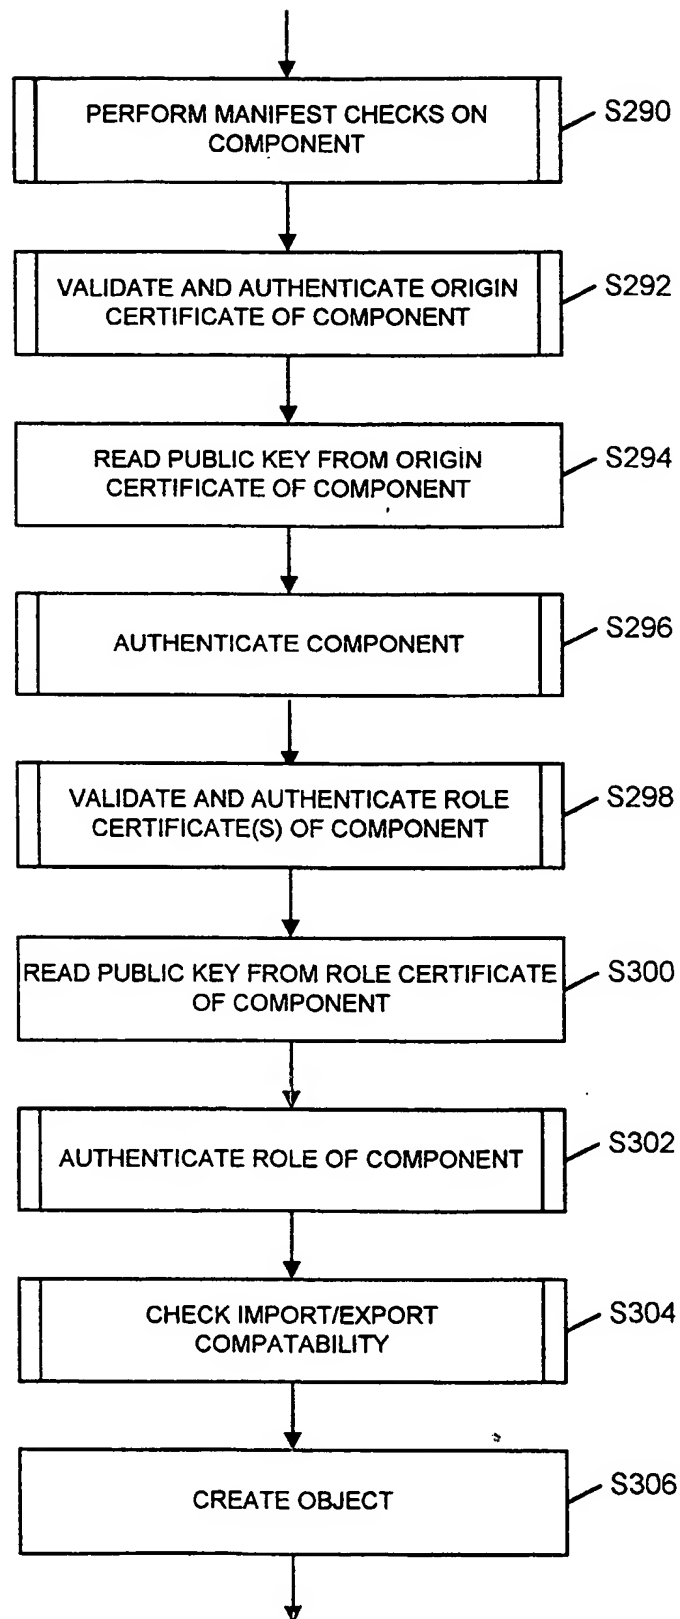 PERFORM MANIFEST CHECKS ON
COMPONENT
S290
VALIDATE AND AUTHENTICATE ORIGIN
CERTIFICATE OF COMPONENT
S292
READ PUBLIC KEY FROM ORIGIN
CERTIFICATE OF COMPONENT
S294
AUTHENTICATE COMPONENT
S296
VALIDATE AND AUTHENTICATE ROLE
CERTIFICATE(S) OF COMPONENT
S298
READ PUBLIC KEY FROM ROLE CERTIFICATE
OF COMPONENT
S300
AUTHENTICATE ROLE OF COMPONENT
S302
CHECK IMPORT/EXPORT
COMPATABILITY
S304
CREATE OBJECT
S306